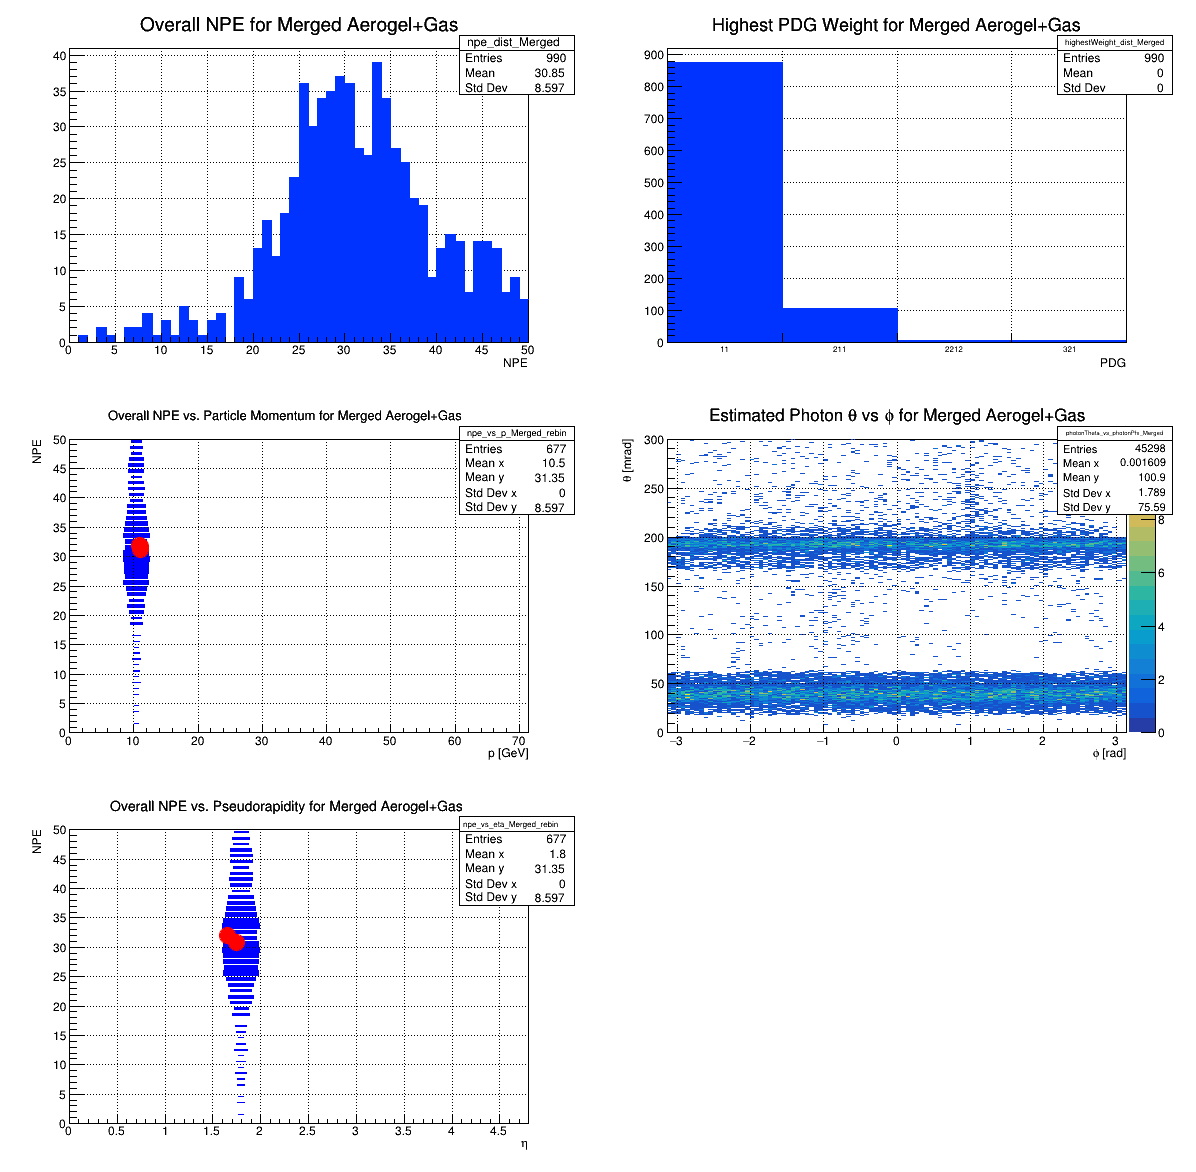 Overall NPE for Merged Aerogel+Gas
npe_dist_Merged
Entries 990
Mean 30.85
Std Dev 8.597
40
35
30
25
20
15
10
5
0
0 5 10 15 20 25 30 35 40 45 50
NPE
Highest PDG Weight for Merged Aerogel+Gas
highestWeight_dist_Merged
Entries 990
Mean 0
Std Dev 0
900
800
700
600
500
400
300
200
100
0
11 211 2212 321
PDG
Overall NPE vs. Particle Momentum for Merged Aerogel+Gas
npe_vs_p_Merged_rebin
Entries 677
Mean x 10.5
Mean y 31.35
Std Dev x 0
Std Dev y 8.597
NPE
50
45
40
35
30
25
20
15
10
5
0
0 10 20 30 40 50 60 70
p [GeV]
Estimated Photon θ vs ϕ for Merged Aerogel+Gas
photonTheta_vs_photonPhi_Merged
Entries 45298
Mean x 0.001609
Mean y 100.9
Std Dev x 1.789
Std Dev y 75.59
θ [mrad]
300
250
200
150
100
50
0
−3 −2 −1 0 1 2 3
ϕ [rad]
8
6
4
2
0
Overall NPE vs. Pseudorapidity for Merged Aerogel+Gas
npe_vs_eta_Merged_rebin
Entries 677
Mean x 1.8
Mean y 31.35
Std Dev x 0
Std Dev y 8.597
NPE
50
45
40
35
30
25
20
15
10
5
0
0 0.5 1 1.5 2 2.5 3 3.5 4 4.5
η